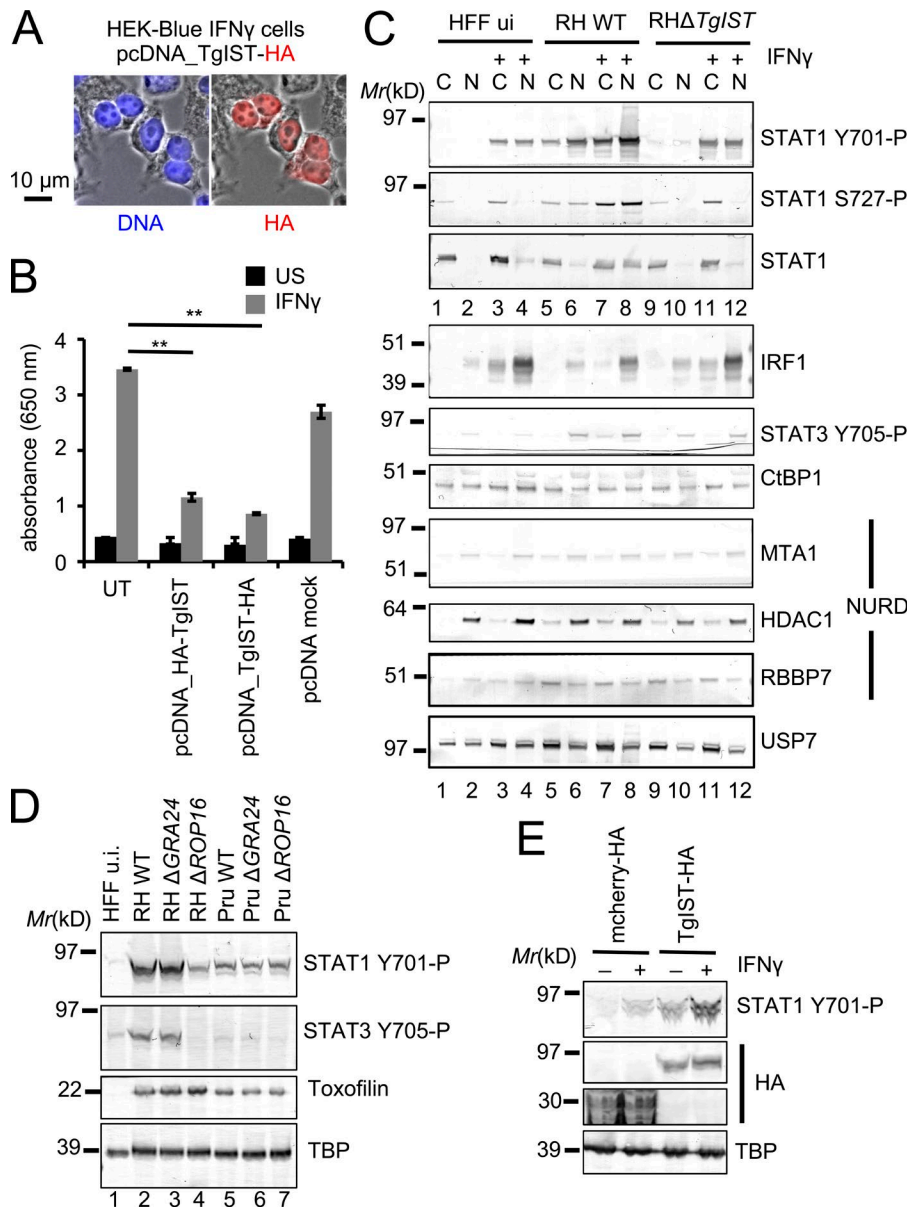 A
HEK-Blue IFNγ cells
pcDNA_TgIST-HA
10 µm
DNA
HA
B
US
IFNγ
**
**
absorbance (650 nm)
4
3
2
1
0
UT
pcDNA_HA-TgIST
pcDNA_TgIST-HA
pcDNA mock
C
HFF ui
RH WT
RHΔTgIST
+ + + + + + IFNγ
Mr(kD) C N C N C N C N C N C N
97
STAT1 Y701-P
97
STAT1 S727-P
STAT1
1 2 3 4 5 6 7 8 9 10 11 12
51
39
IRF1
97
STAT3 Y705-P
51
CtBP1
97
51
MTA1
64
HDAC1
NURD
51
RBBP7
97
USP7
1 2 3 4 5 6 7 8 9 10 11 12
D
HFF u.i.
RH WT
RH ΔGRA24
RH ΔROP16
Pru WT
Pru ΔGRA24
Pru ΔROP16
Mr(kD)
97
STAT1 Y701-P
97
STAT3 Y705-P
22
Toxofilin
39
TBP
1 2 3 4 5 6 7
E
mcherry-HA
TgIST-HA
Mr(kD)
– + – + IFNγ
97
STAT1 Y701-P
97
HA
30
39
TBP